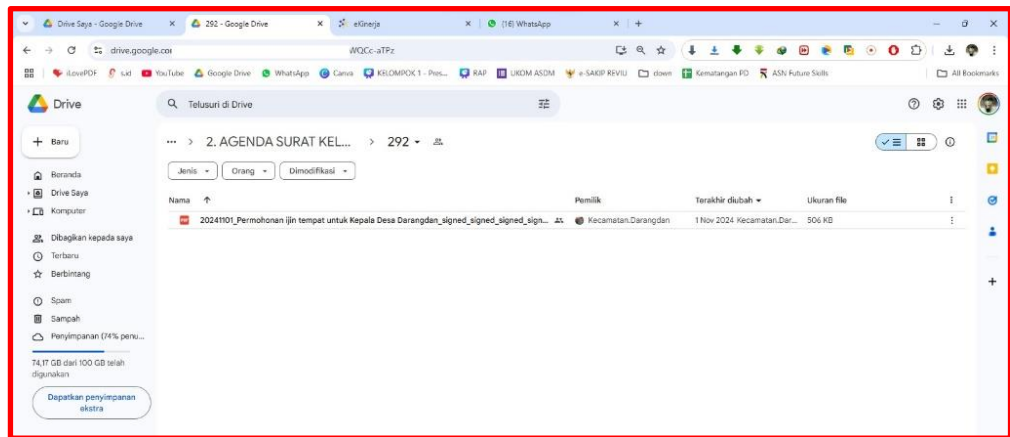 Drive Saya - Google Drive
292 - Google Drive
eKinerja
(16) WhatsApp
drive.google.com
WQCc-aTPz
iLovePDF
s.id
YouTube
Google Drive
WhatsApp
Canva
KELOMPOK 1 - Pros...
RAP
UKOM ASDM
e-SAKIP REVIU
down
Kematangan PD
ASN Future Skills
All Bookmarks
Drive
Telusuri di Drive
Baru
2. AGENDA SURAT KEL...
292
Beranda
Drive Saya
Komputer
Dibagikan kepada saya
Terbaru
Berbintang
Spam
Sampah
Penyimpanan (74% penu...
74,17 GB dari 100 GB telah
digunakan
Dapatkan penyimpanan
ekstra
Jenis
Orang
Dimodifikasi
Nama
Pemilik
Terakhir diubah
Ukuran file
20241101_Permohonan ijin tempat untuk Kepala Desa Darangdan_signed_signed_signed_sign...
Kecamatan.Darangdan
1 Nov 2024 Kecamatan.Dar...
506 KB